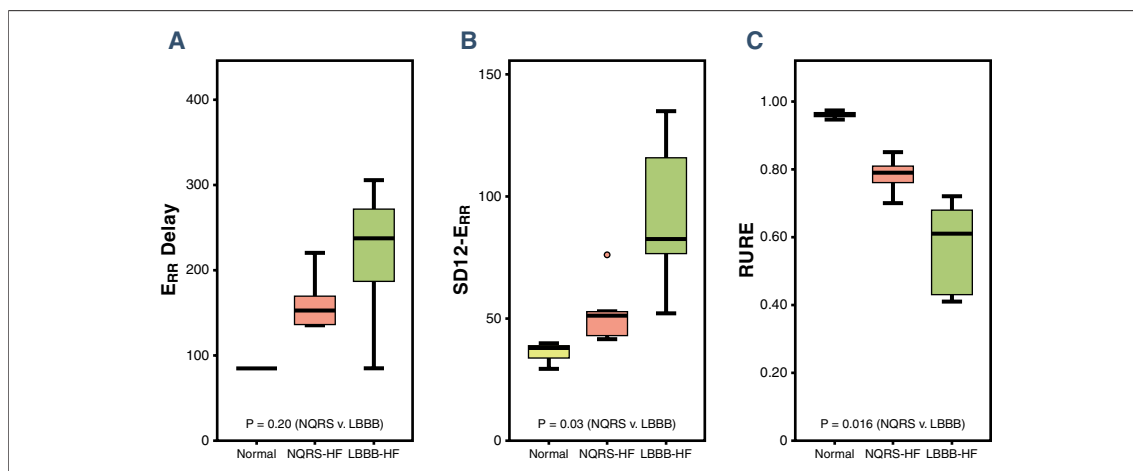 A
E_RR Delay
400
300
200
100
0
P = 0.20 (NQRS v. LBBB)
Normal NQRS-HF LBBB-HF
B
SD12-E_RR
150
100
50
0
P = 0.03 (NQRS v. LBBB)
Normal NQRS-HF LBBB-HF
C
RURE
1.00
0.80
0.60
0.40
0.20
0
P = 0.016 (NQRS v. LBBB)
Normal NQRS-HF LBBB-HF